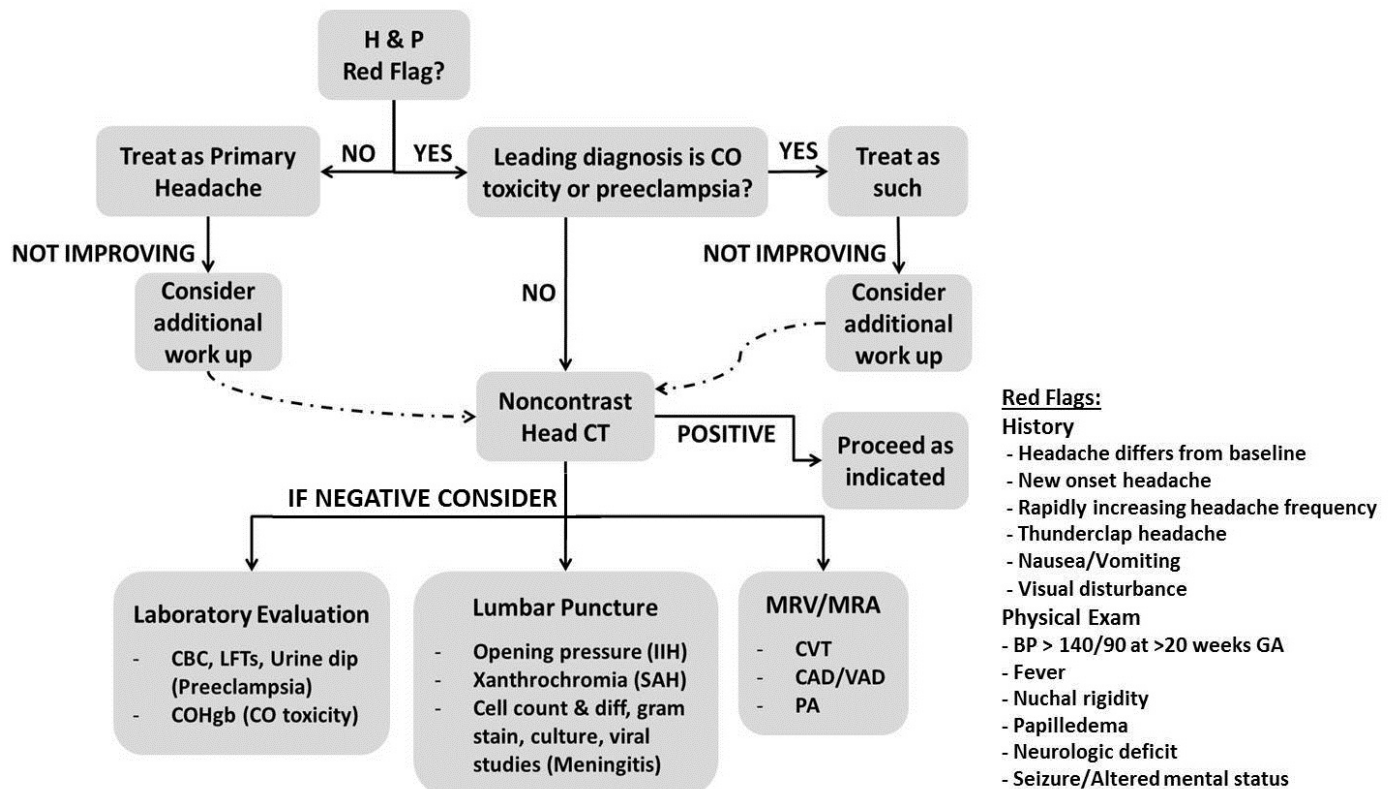 H & P
Red Flag?
Treat as Primary
Headache
NO
YES
Leading diagnosis is CO
toxicity or preeclampsia?
YES
Treat as
such
NOT IMPROVING
Consider
additional
work up
NO
NOT IMPROVING
Consider
additional
work up
Noncontrast
Head CT
POSITIVE
Proceed as
indicated
IF NEGATIVE CONSIDER
Laboratory Evaluation
- CBC, LFTs, Urine dip
(Preeclampsia)
- COHgb (CO toxicity)
Lumbar Puncture
- Opening pressure (IIH)
- Xanthrochromia (SAH)
- Cell count & diff, gram
stain, culture, viral
studies (Meningitis)
MRV/MRA
- CVT
- CAD/VAD
- PA
Red Flags:
History
- Headache differs from baseline
- New onset headache
- Rapidly increasing headache frequency
- Thunderclap headache
- Nausea/Vomiting
- Visual disturbance
Physical Exam
- BP > 140/90 at >20 weeks GA
- Fever
- Nuchal rigidity
- Papilledema
- Neurologic deficit
- Seizure/Altered mental status